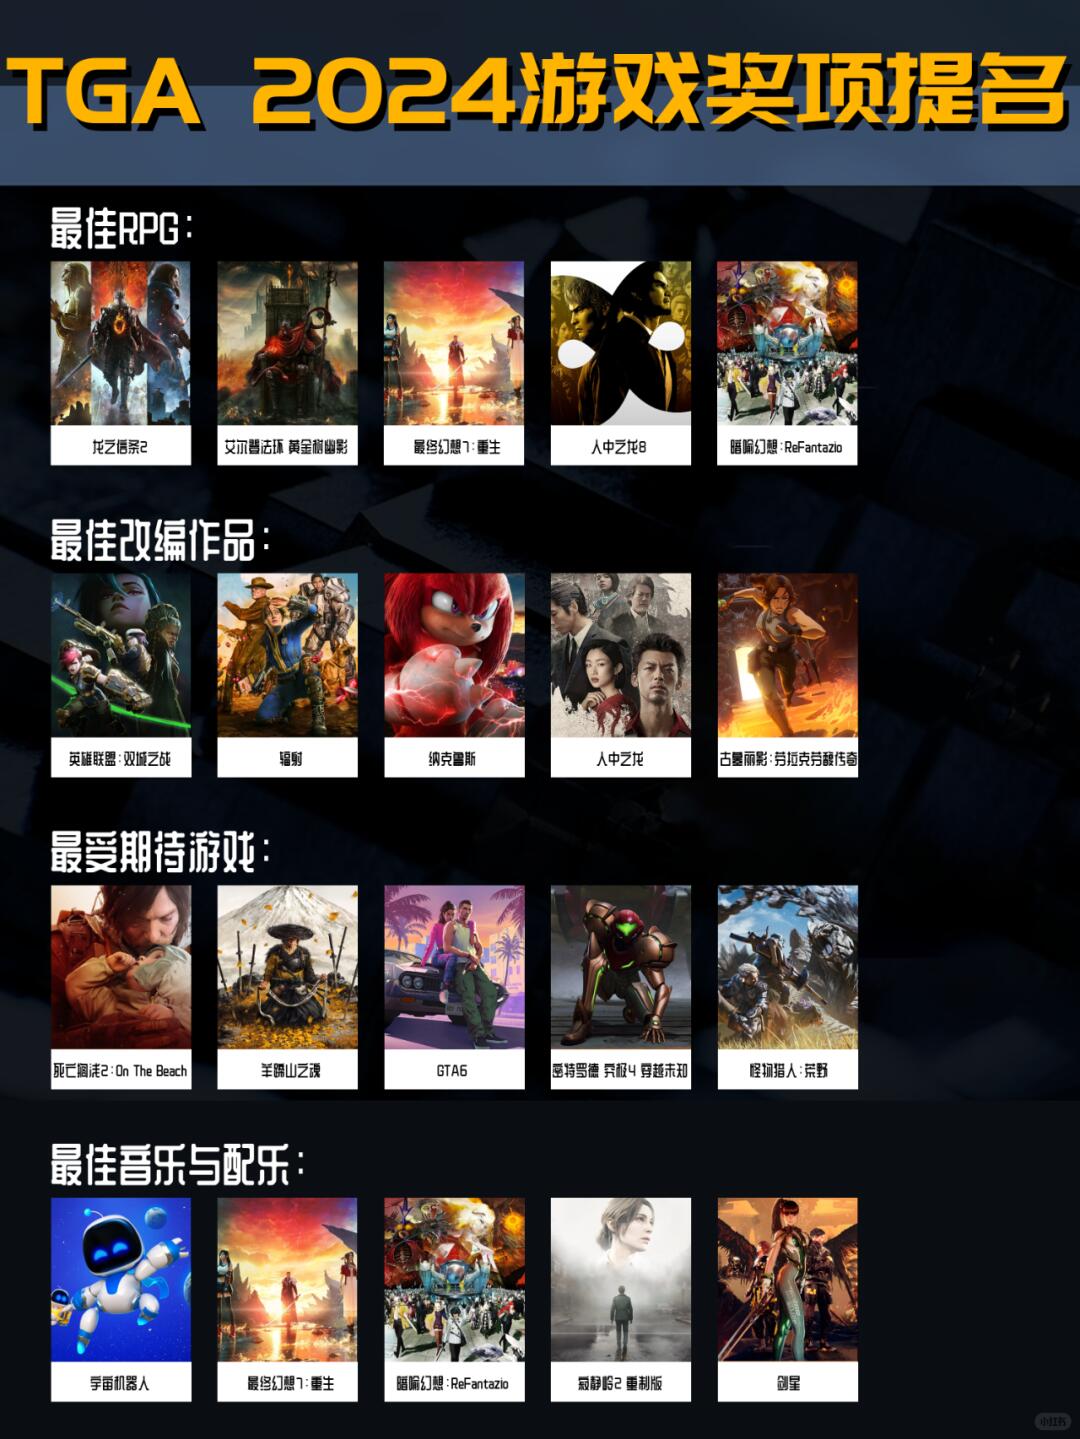 TGA 2024游戏奖项提名
最佳RPG：
龙之信条2
艾尔登法环 黄金树幽影
最终幻想7：重生
人中之龙8
暗喻幻想：ReFantazio
最佳改编作品：
英雄联盟：双城之战
辐射
纳克鲁斯
人中之龙
古墓丽影：劳拉克劳馥传奇
最受期待游戏：
死亡搁浅2：On The Beach
羊蹄山之魂
GTA6
密特罗德 究极4 穿越未知
怪物猎人：荒野
最佳音乐与配乐：
宇宙机器人
最终幻想7：重生
暗喻幻想：ReFantazio
寂静岭2 重制版
剑星
小红书